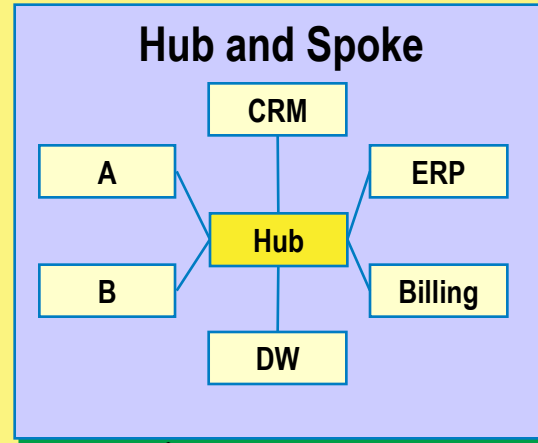 Hub and Spoke
CRM
A
ERP
Hub
B
Billing
DW